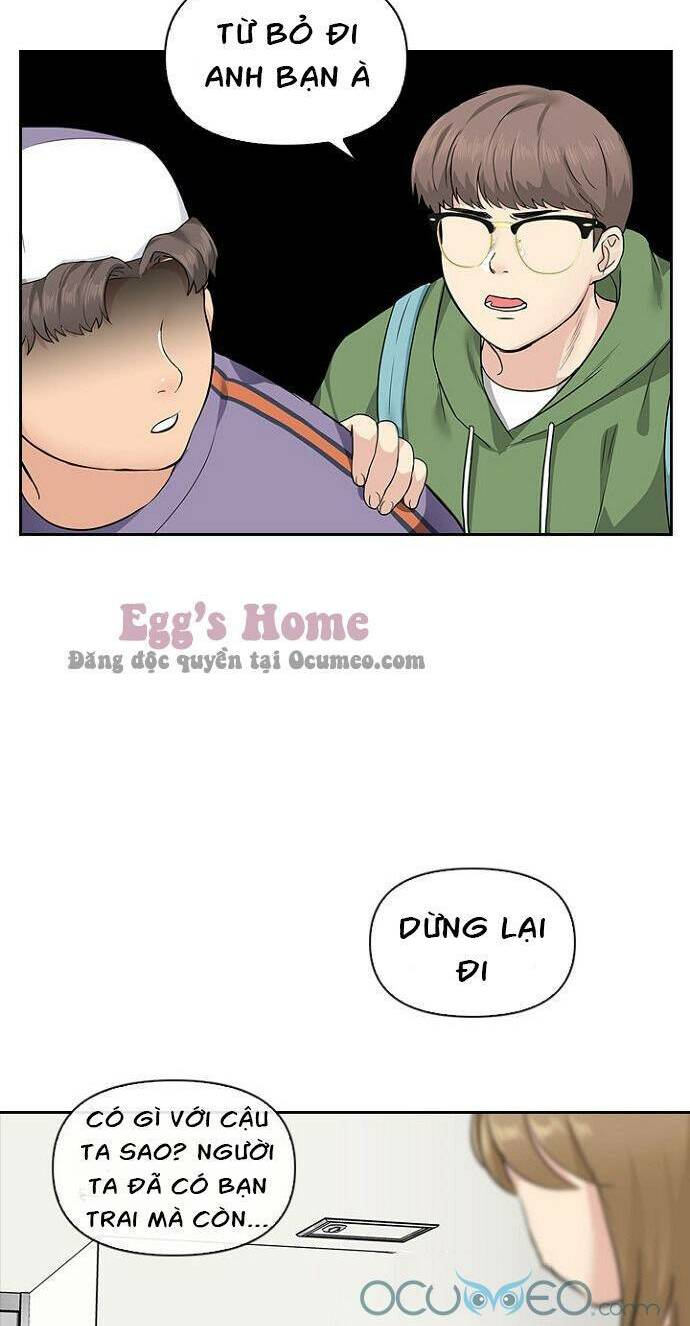 TỪ BỎ ĐI
ANH BẠN À
Egg's Home
Đăng độc quyền tại Ocumeo.com
DỪNG LẠI
ĐI
CÓ GÌ VỚI CẬU
TA SAO? NGƯỜI
TA ĐÃ CÓ BẠN
TRAI MÀ CÒN...
OCUMEO.com